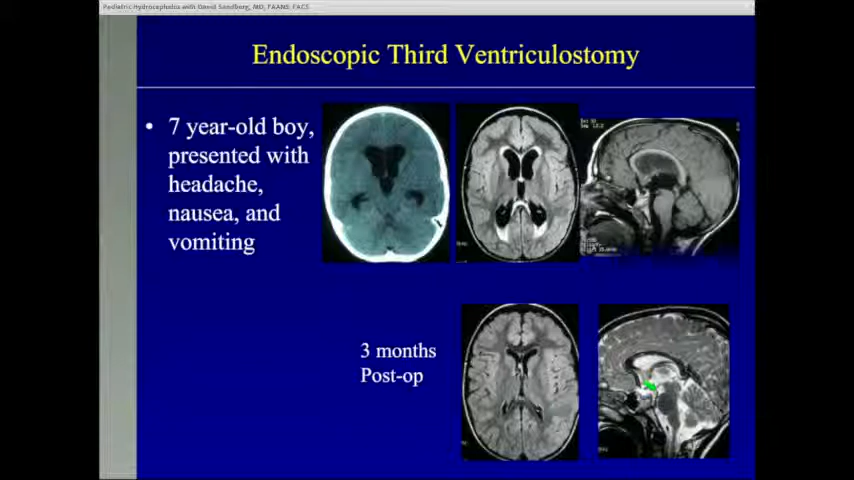 Pediatric Hydrocephalus with David Sandberg, MD, FAANS, FACS
Endoscopic Third Ventriculostomy
• 7 year-old boy,
presented with
headache,
nausea, and
vomiting
3 months
Post-op